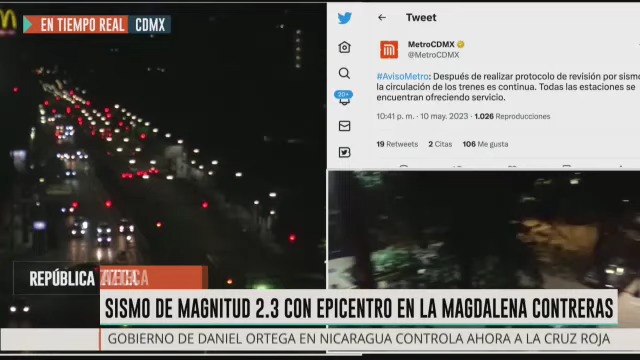 EN TIEMPO REAL CDMX
Tweet
MetroCDMX
@MetroCDMX
#AvisoMetro: Después de realizar protocolo de revisión por sismo
la circulación de los trenes es continua. Todas las estaciones se
encuentran ofreciendo servicio.
10:41 p. m. · 10 may. 2023 · 1.026 Reproducciones
19 Retweets 2 Citas 106 Me gusta
20+
REPÚBLICA
SISMO DE MAGNITUD 2.3 CON EPICENTRO EN LA MAGDALENA CONTRERAS
GOBIERNO DE DANIEL ORTEGA EN NICARAGUA CONTROLA AHORA A LA CRUZ ROJA